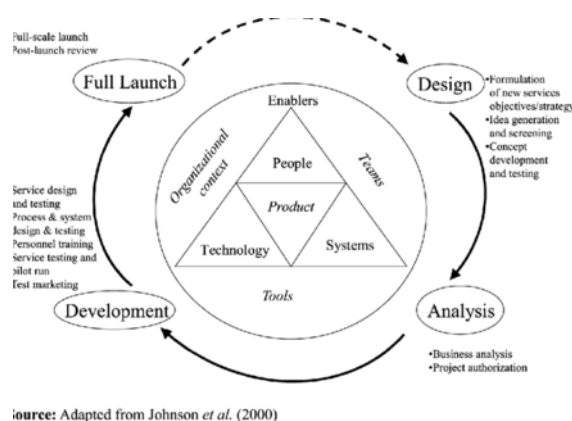 Full-scale launch
Post-launch review
Full Launch
Design
•Formulation
of new services
objectives/strategy
•Idea generation
and screening
•Concept
development
and testing
Enablers
Organizational
context
People
Teams
Product
Technology
Systems
Tools
Service design
and testing
Process & system
design & testing
Personnel training
Service testing and
pilot run
Test marketing
Development
Analysis
•Business analysis
•Project authorization
Source: Adapted from Johnson et al. (2000)